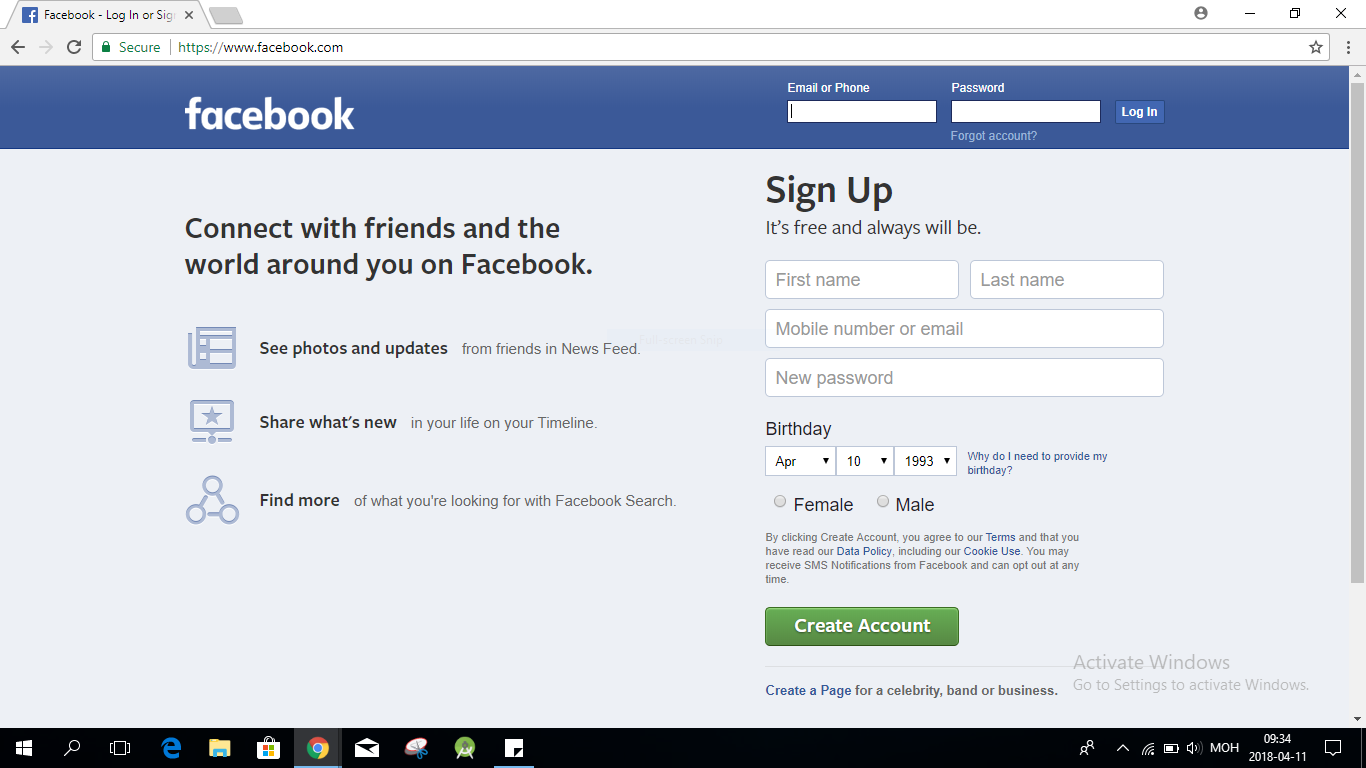 Facebook - Log In or Sig
Secure
https://www.facebook.com
facebook
Email or Phone
Password
Log In
Forgot account?
Connect with friends and the
world around you on Facebook.
See photos and updates from friends in News Feed.
Share what's new in your life on your Timeline.
Find more of what you're looking for with Facebook Search.
Sign Up
It's free and always will be.
First name
Last name
Mobile number or email
New password
Birthday
Apr
10
1993
Why do I need to provide my
birthday?
Female
Male
By clicking Create Account, you agree to our Terms and that you
have read our Data Policy, including our Cookie Use. You may
receive SMS Notifications from Facebook and can opt out at any
time.
Create Account
Create a Page for a celebrity, band or business.
Activate Windows
Go to Settings to activate Windows.
МОН
09:34
2018-04-11